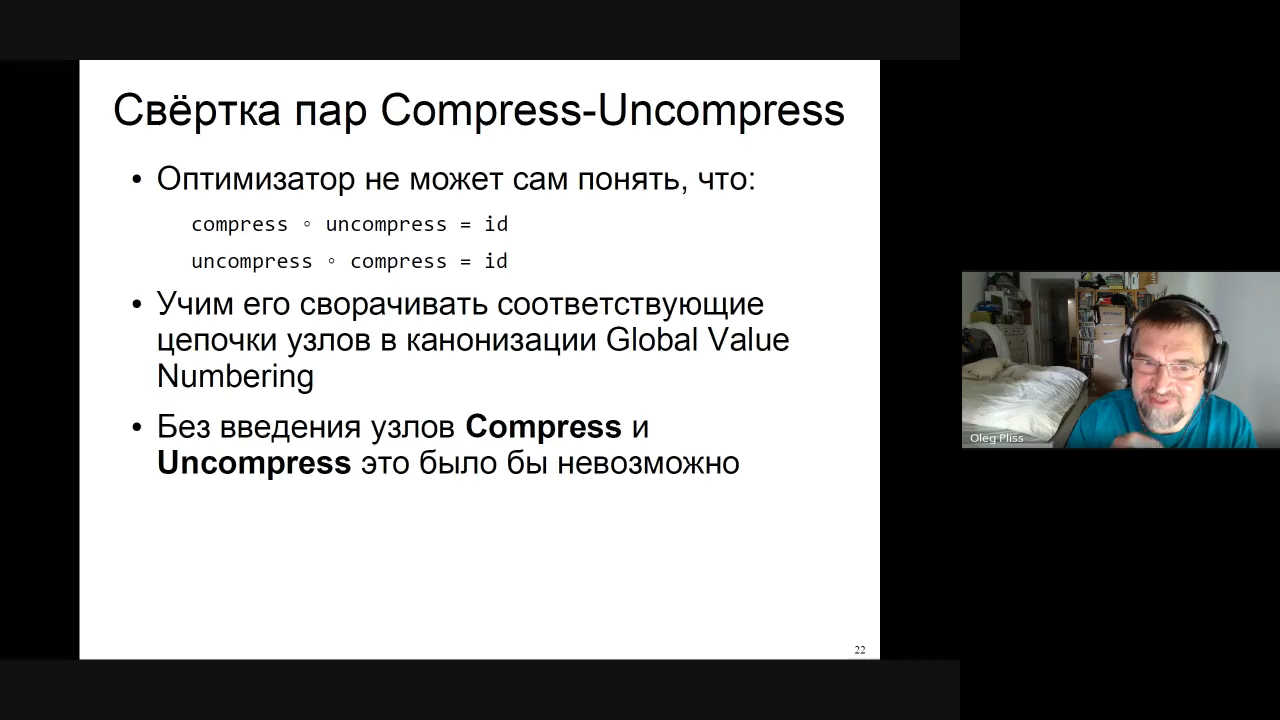 Свёртка пар Compress-Uncompress
• Оптимизатор не может сам понять, что:
compress ∘ uncompress = id
uncompress ∘ compress = id
• Учим его сворачивать соответствующие
цепочки узлов в канонизации Global Value
Numbering
• Без введения узлов Compress и
Uncompress это было бы невозможно
22
Oleg Pliss